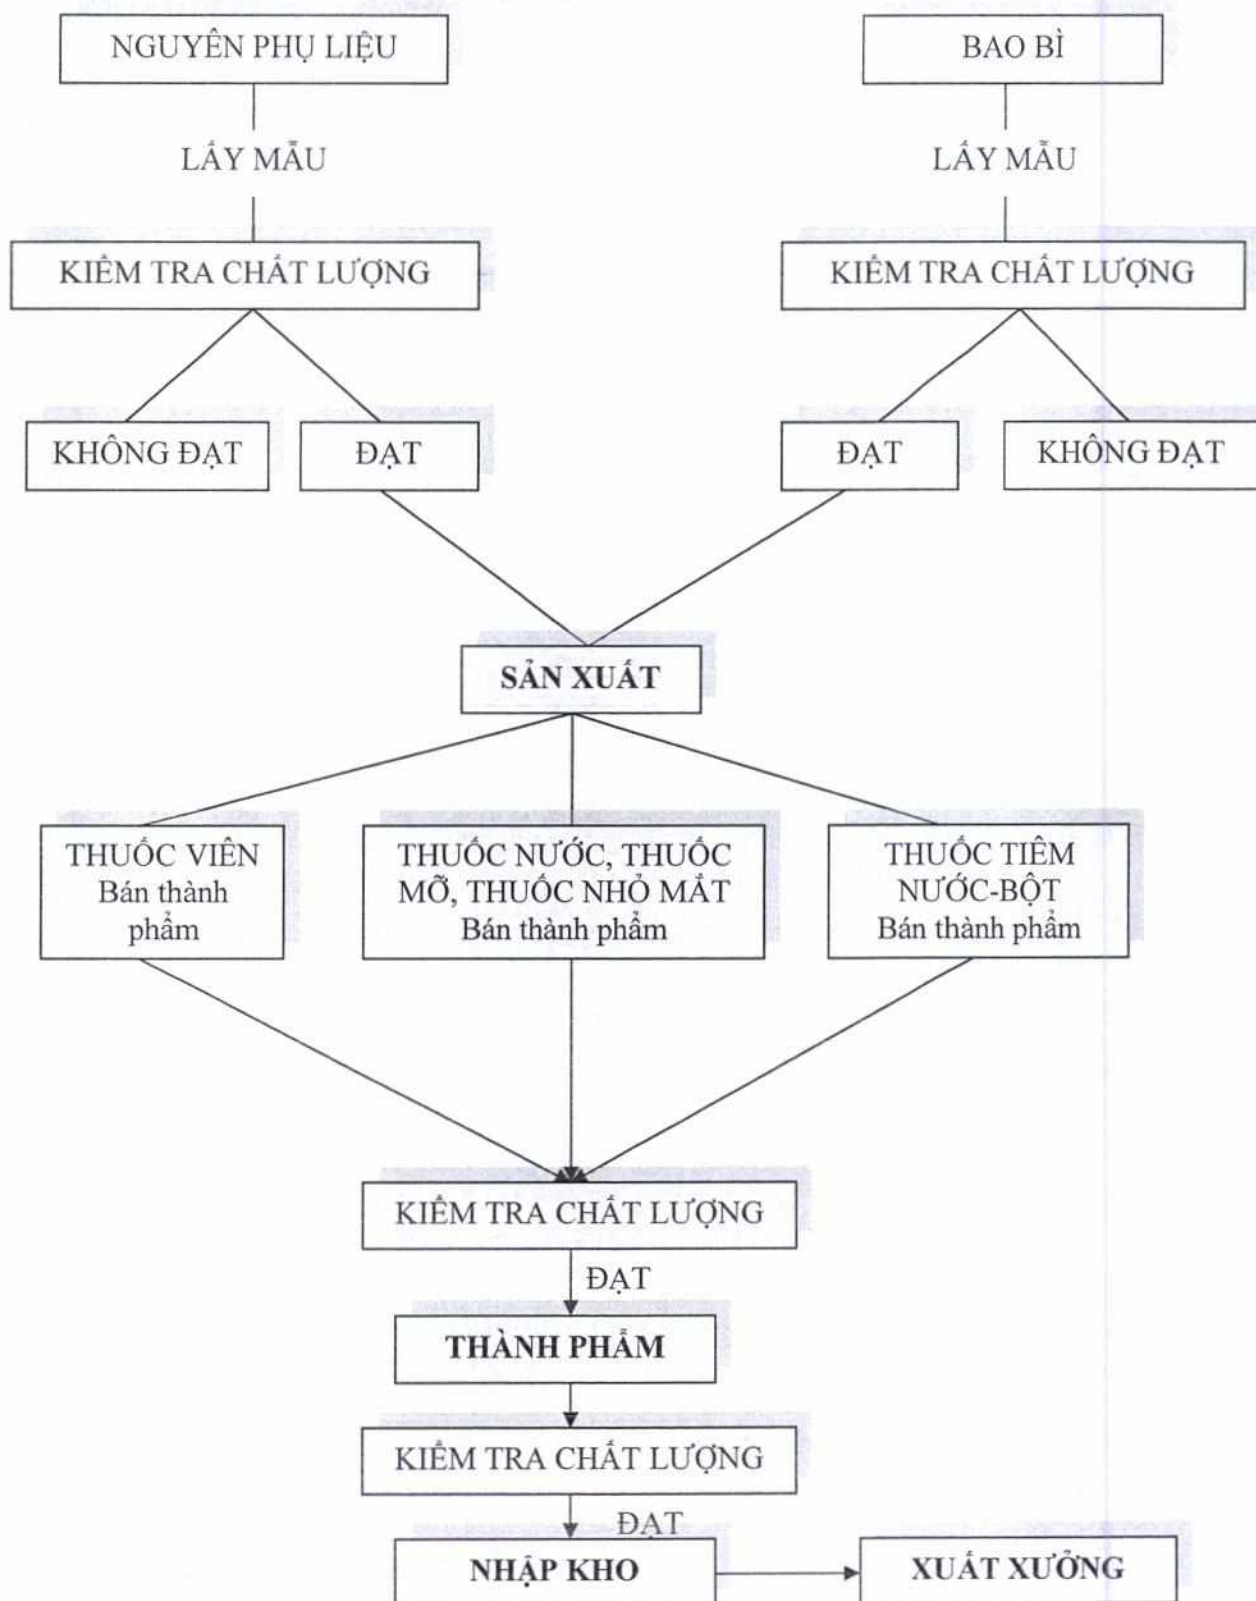 NGUYÊN PHỤ LIỆU
BAO BÌ
LẤY MẪU
LẤY MẪU
KIỂM TRA CHẤT LƯỢNG
KIỂM TRA CHẤT LƯỢNG
KHÔNG ĐẠT
ĐẠT
ĐẠT
KHÔNG ĐẠT
SẢN XUẤT
THUỐC VIÊN
Bán thành
phẩm
THUỐC NƯỚC, THUỐC
MỠ, THUỐC NHỎ MẮT
Bán thành phẩm
THUỐC TIÊM
NƯỚC-BỘT
Bán thành phẩm
KIỂM TRA CHẤT LƯỢNG
ĐẠT
THÀNH PHẨM
KIỂM TRA CHẤT LƯỢNG
ĐẠT
NHẬP KHO
XUẤT XƯỞNG